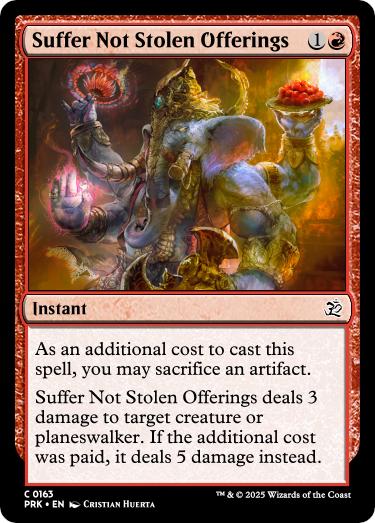 Suffer Not Stolen Offerings 1
Instant
As an additional cost to cast this
spell, you may sacrifice an artifact.
Suffer Not Stolen Offerings deals 3
damage to target creature or
planeswalker. If the additional cost
was paid, it deals 5 damage instead.
C 0163
PRK • EN Cristian Huerta
™ & © 2025 Wizards of the Coast